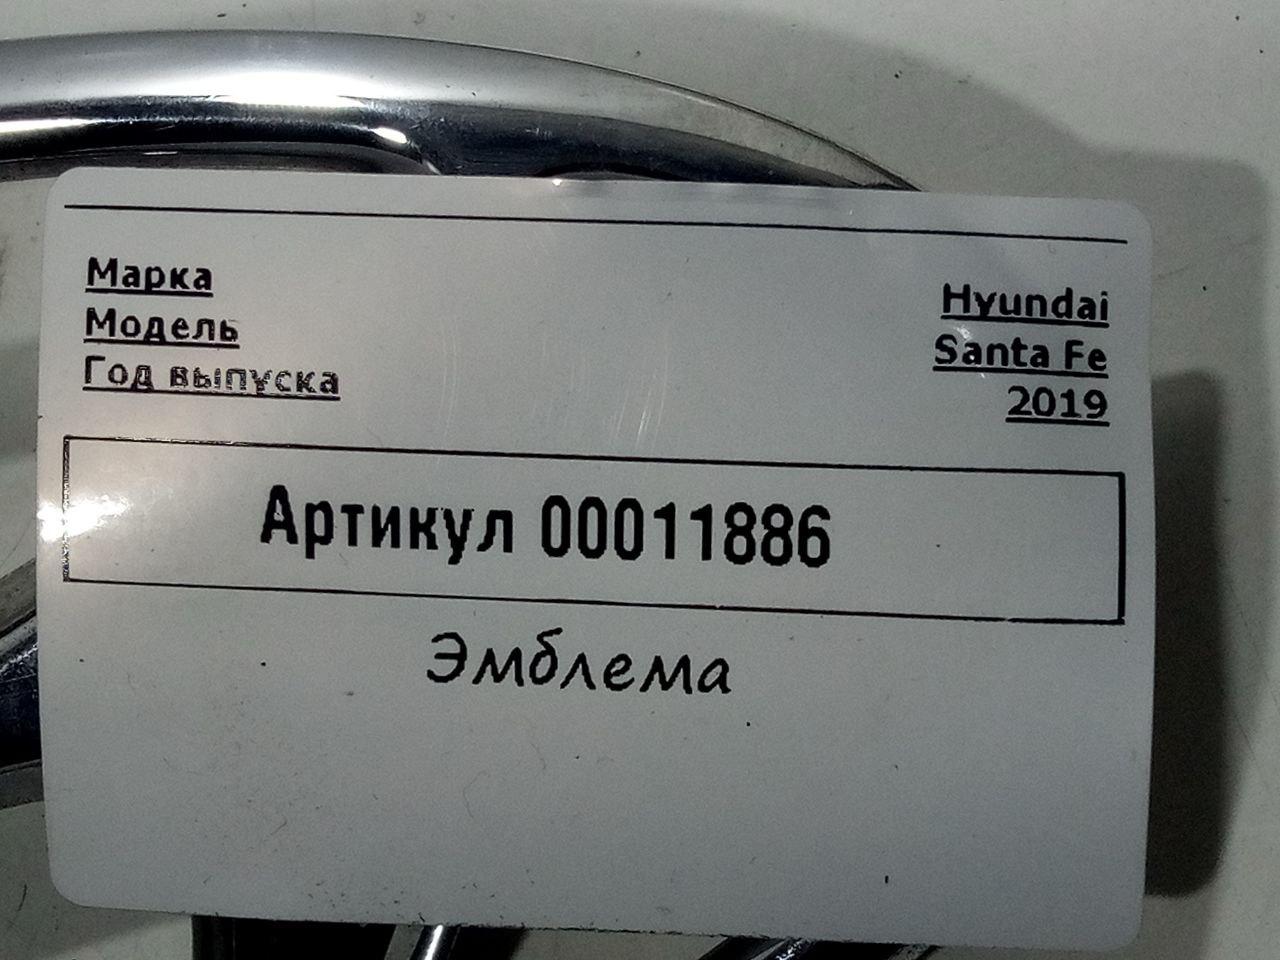 Марка Hyundai
Модель Santa Fe
Год выпуска 2019
Артикул 00011886
Эмблема